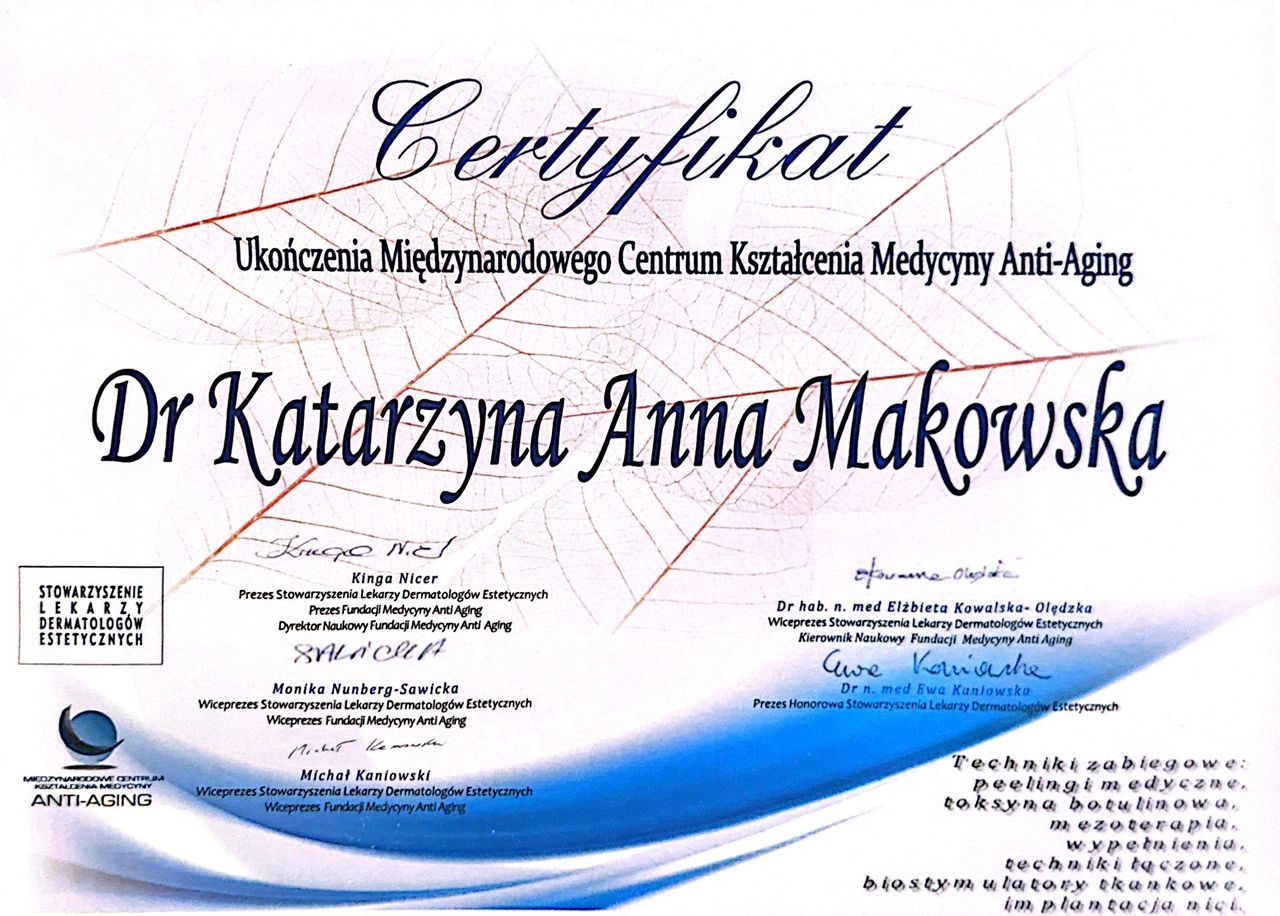 Certyfikat
Ukończenia Międzynarodowego Centrum Kształcenia Medycyny Anti-Aging
Dr Katarzyna Anna Makowska
STOWARZYSZENIE
LEKARZY
DERMATOLOGÓW
ESTETYCZNYCH
Kinga Nicer
Prezes Stowarzyszenia Lekarzy Dermatologów Estetycznych
Prezes Fundacji Medycyny Anti Aging
Dyrektor Naukowy Fundacji Medycyny Anti Aging
Monika Nunberg-Sawicka
Wiceprezes Stowarzyszenia Lekarzy Dermatologów Estetycznych
Wiceprezes Fundacji Medycyny Anti Aging
Michał Kaniowski
Wiceprezes Stowarzyszenia Lekarzy Dermatologów Estetycznych
Wiceprezes Fundacji Medycyny Anti Aging
Dr hab. n. med Elżbieta Kowalska- Olędzka
Wiceprezes Stowarzyszenia Lekarzy Dermatologów Estetycznych
Kierownik Naukowy Fundacji Medycyny Anti Aging
Ewa Kaniowska
Dr n. med Ewa Kaniowska
Prezes Honorowa Stowarzyszenia Lekarzy Dermatologów Estetycznych
MIĘDZYNARODOWE CENTRUM
KSZTAŁCENIA MEDYCYNY
ANTI-AGING
Techniki zabiegowe:
peelingi medyczne,
toksyna botulinowa,
mezoterapia,
wypełnienia,
techniki łączone,
biostymulatory tkankowe,
implantacja nici.